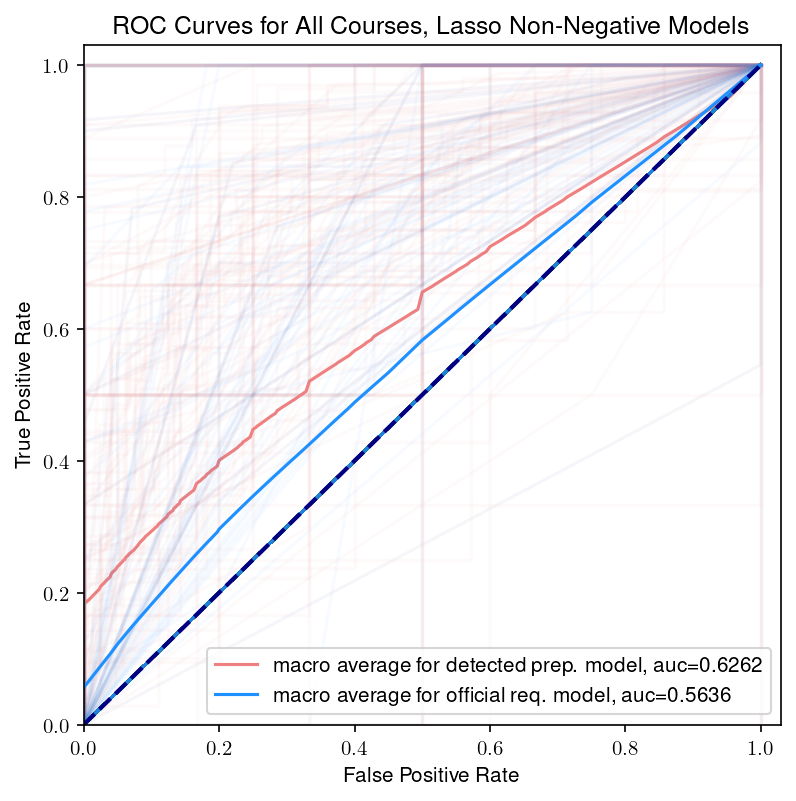 ROC Curves for All Courses, Lasso Non-Negative Models
True Positive Rate
1.0
0.8
0.6
0.4
0.2
0.0
macro average for detected prep. model, auc=0.6262
macro average for official req. model, auc=0.5636
0.0 0.2 0.4 0.6 0.8 1.0
False Positive Rate